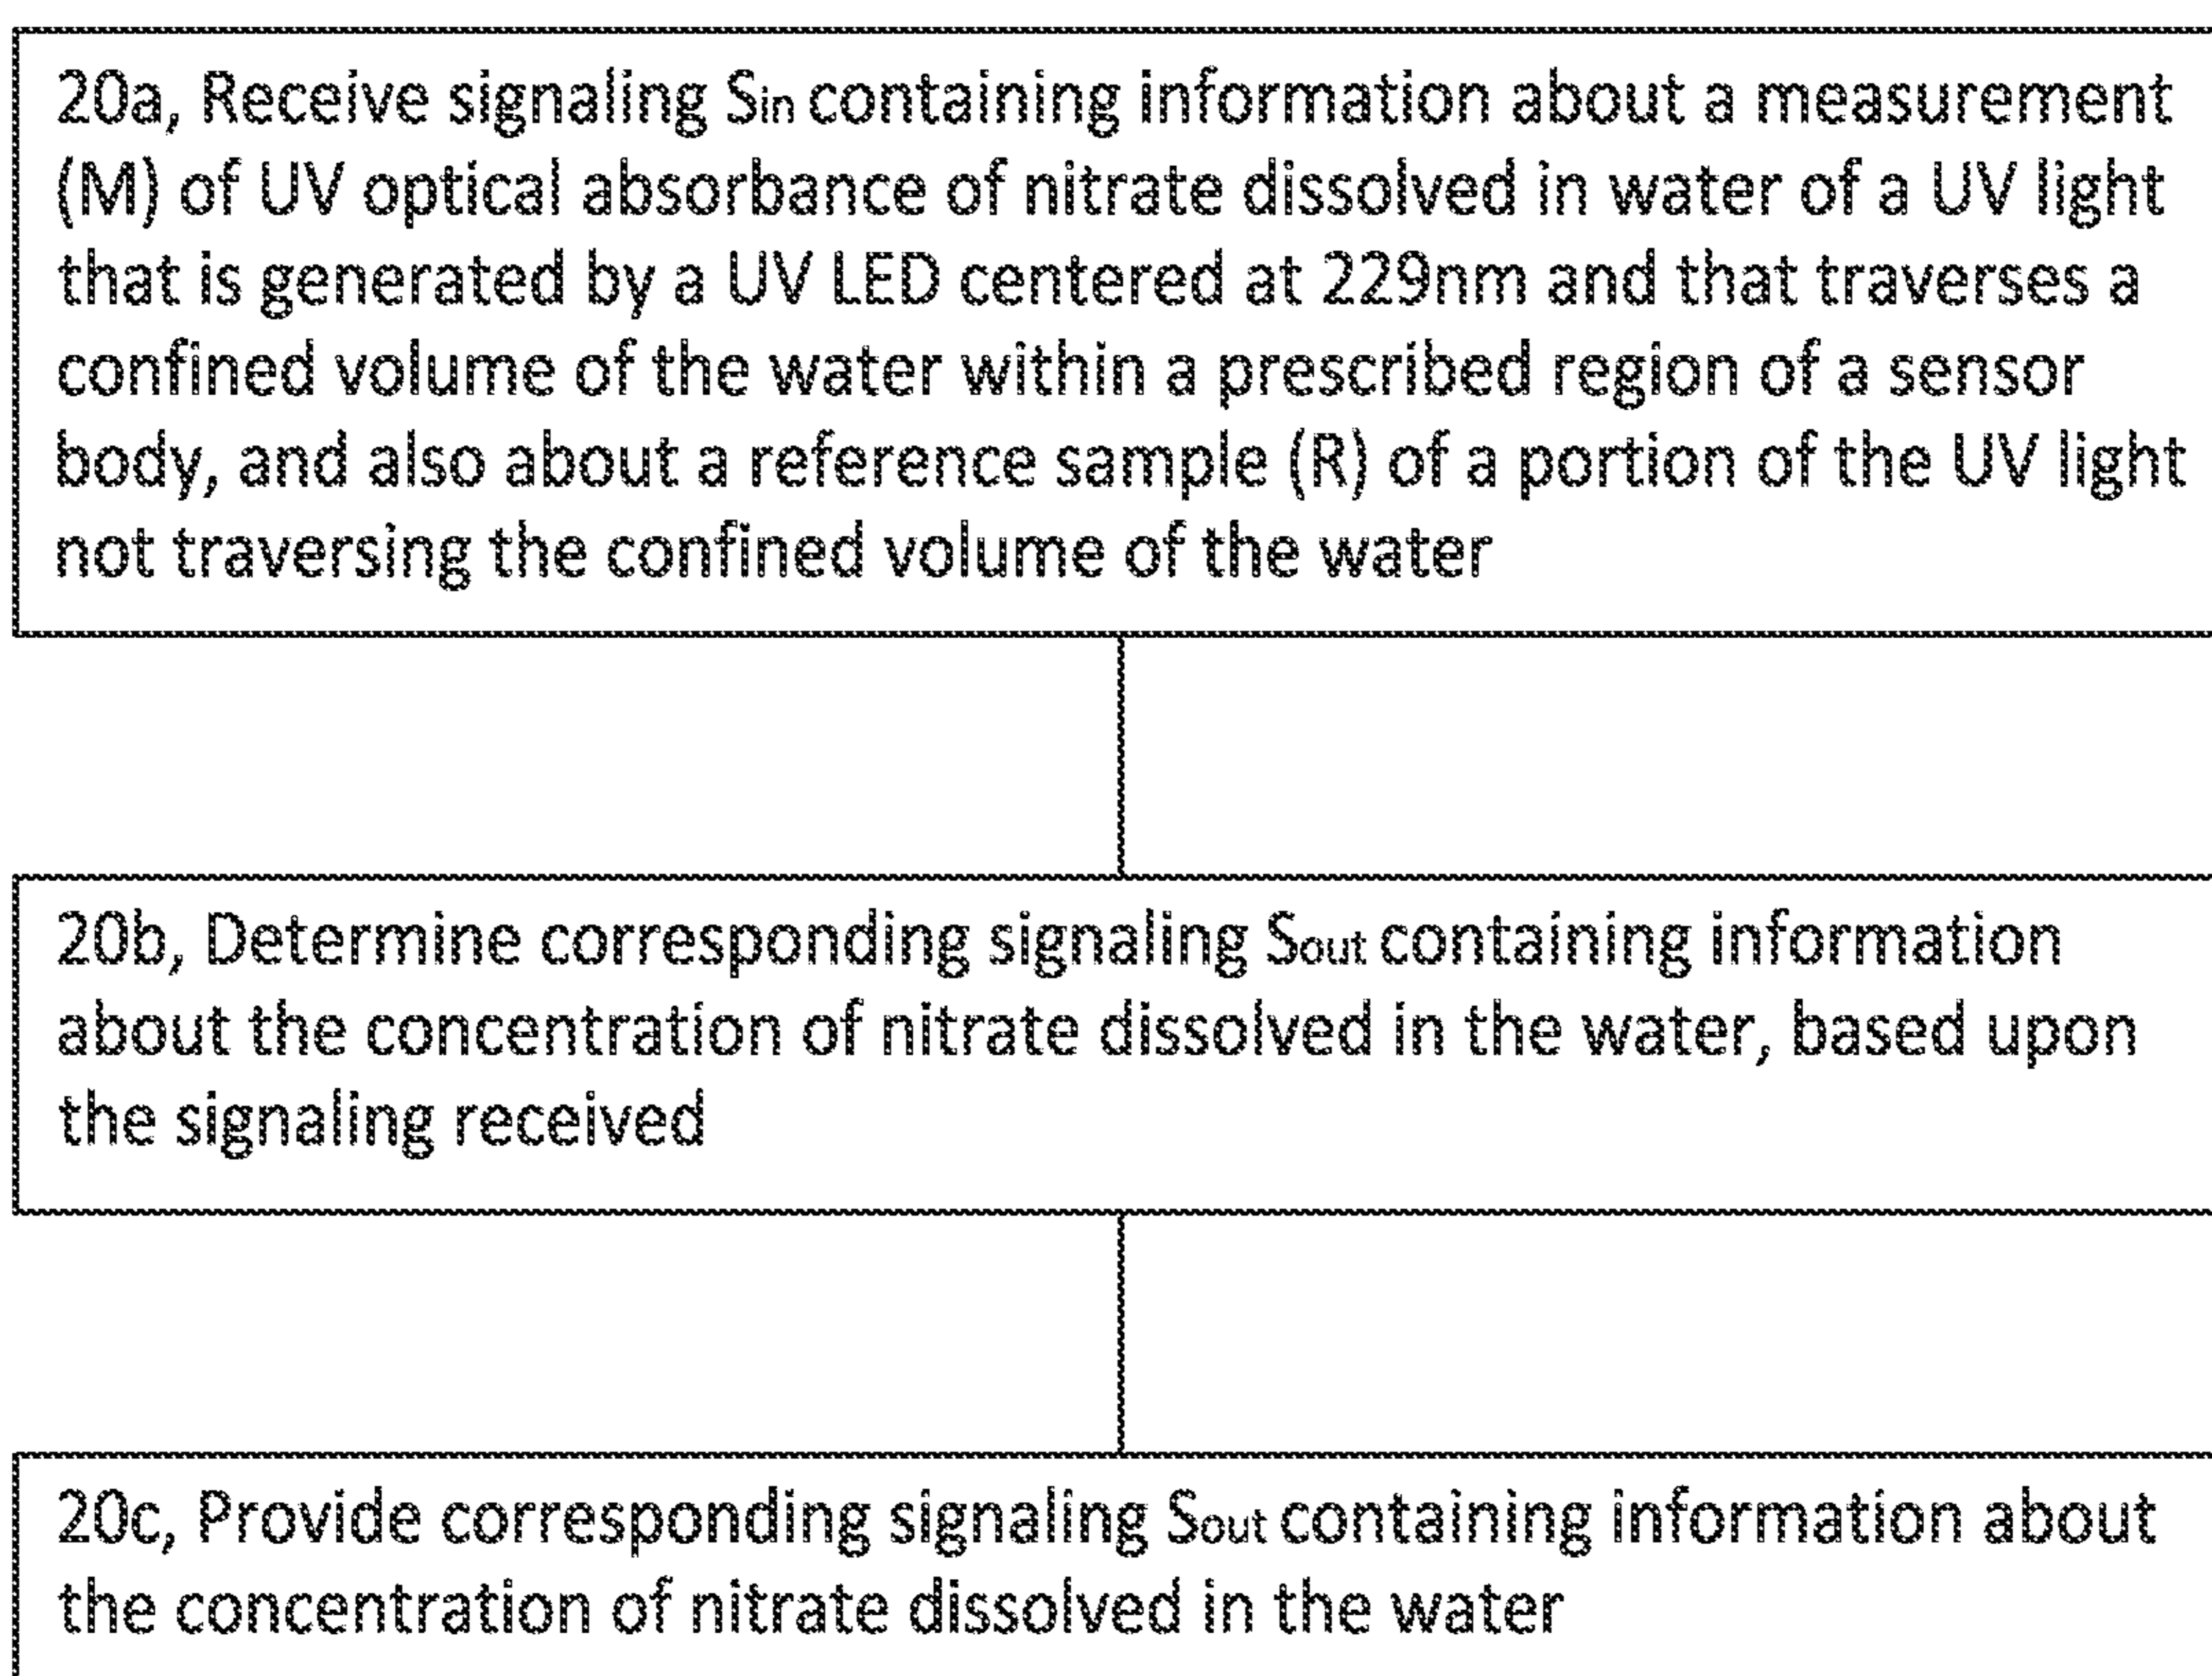 20a, Receive signaling Sin containing information about a measurement
(M) of UV optical absorbance of nitrate dissolved in water of a UV light
that is generated by a UV LED centered at 229nm and that traverses a
confined volume of the water within a prescribed region of a sensor
body, and also about a reference sample (R) of a portion of the UV light
not traversing the confined volume of the water
20b, Determine corresponding signaling Sout containing information
about the concentration of nitrate dissolved in the water, based upon
the signaling received
20c, Provide corresponding signaling Sout containing information about
the concentration of nitrate dissolved in the water